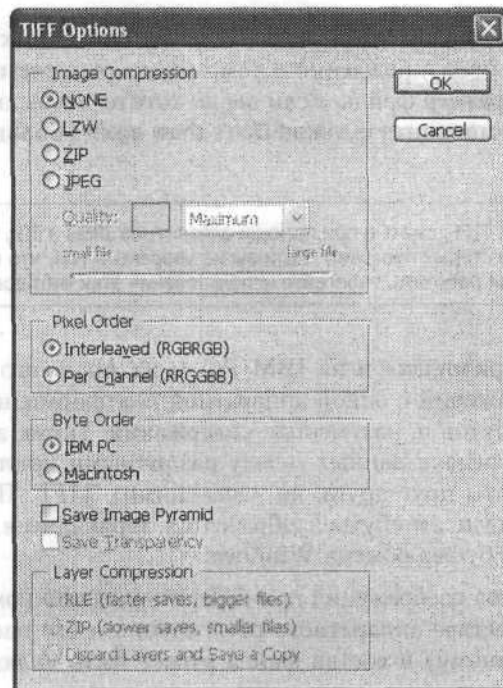 TIFF Options
Image Compression
NONE
LZW
ZIP
JPEG
Quality: Maximum
small file large file
OK
Cancel
Pixel Order
Interleaved (RGBRGB)
Per Channel (RRGGBB)
Byte Order
IBM PC
Macintosh
Save Image Pyramid
Save Transparency
Layer Compression
RLE (faster saves, bigger files)
ZIP (slower saves, smaller files)
Discard Layers and Save a Copy